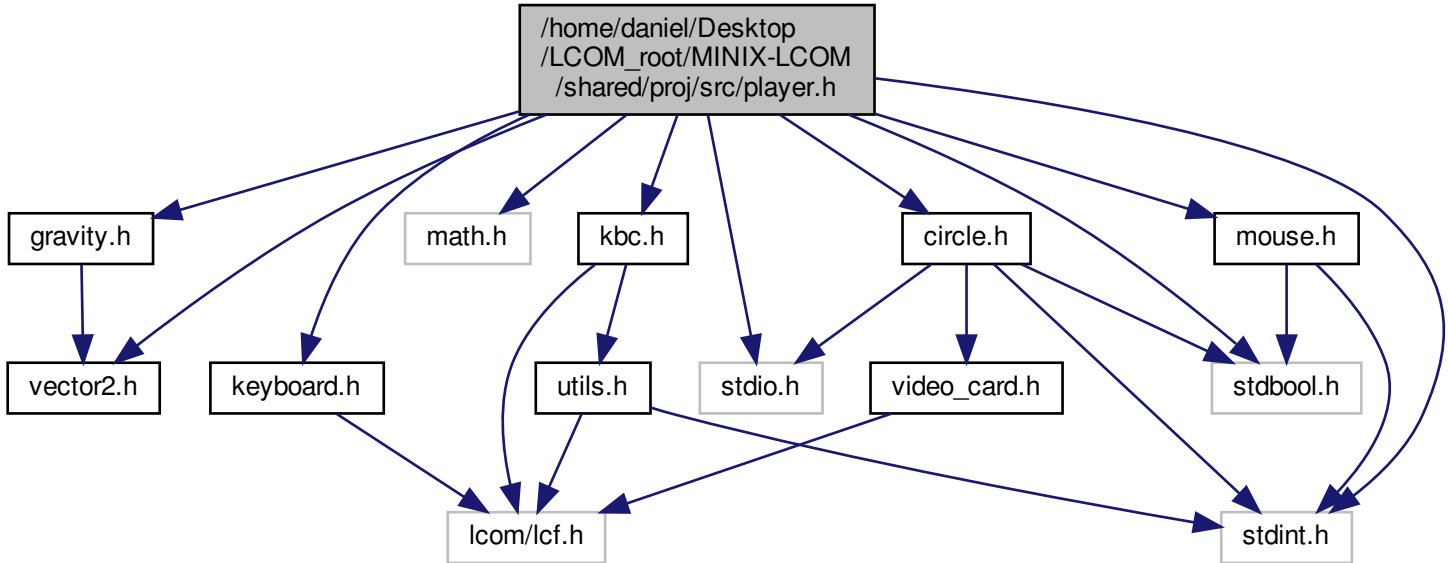 /home/daniel/Desktop
/LCOM_root/MINIX-LCOM
/shared/proj/src/player.h
gravity.h
math.h
kbc.h
circle.h
mouse.h
vector2.h
keyboard.h
utils.h
stdio.h
video_card.h
stdbool.h
lcom/lcf.h
stdint.h